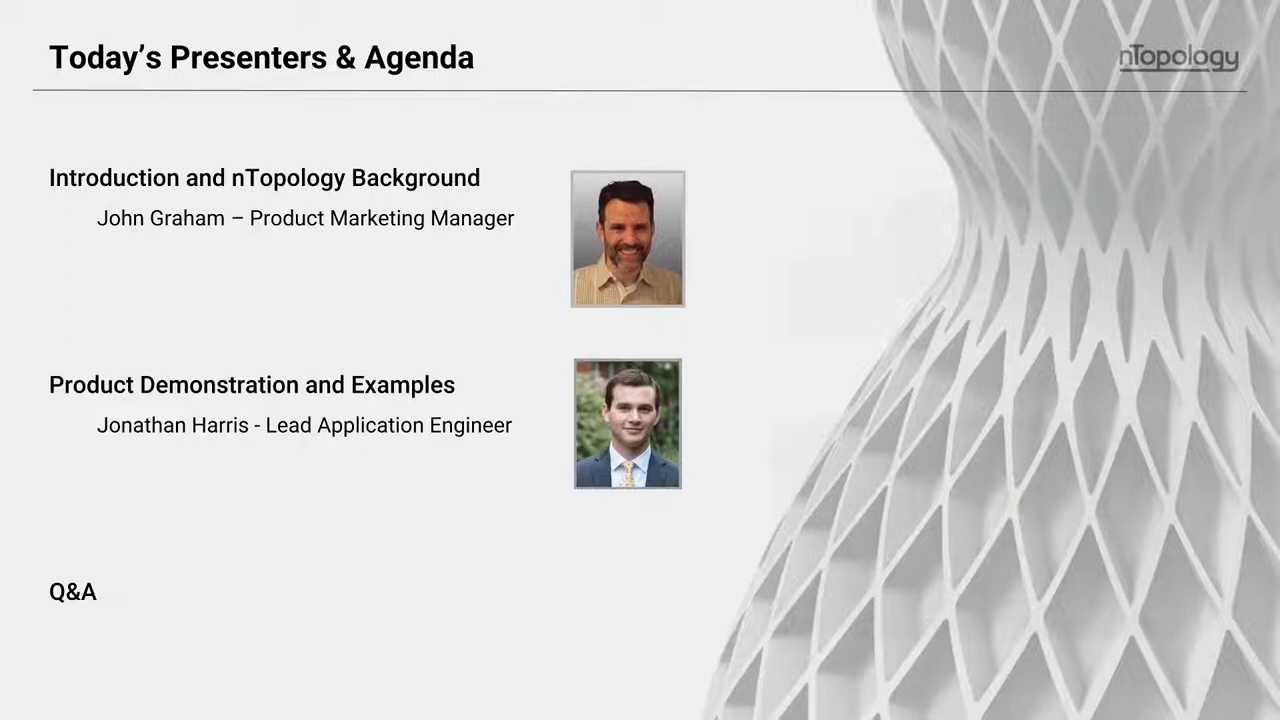 Today’s Presenters & Agenda
nTopology
Introduction and nTopology Background
John Graham – Product Marketing Manager
Product Demonstration and Examples
Jonathan Harris - Lead Application Engineer
Q&A